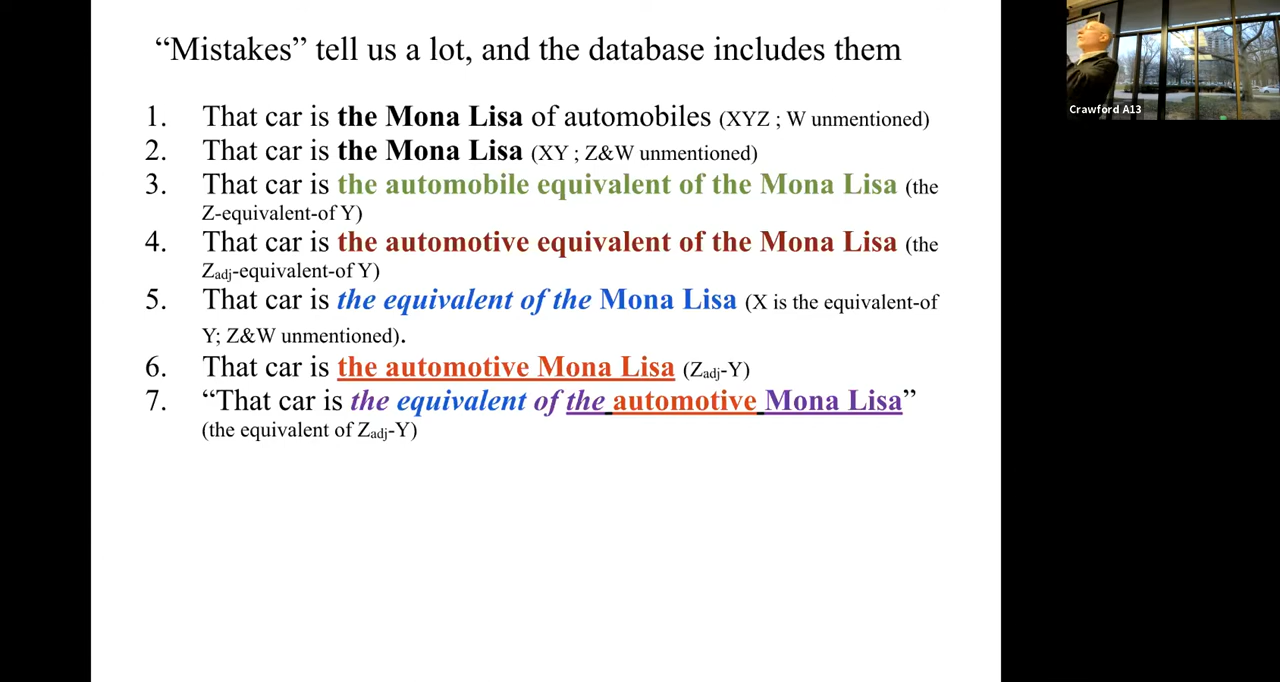 “Mistakes” tell us a lot, and the database includes them
1. That car is the Mona Lisa of automobiles (XYZ ; W unmentioned)
2. That car is the Mona Lisa (XY ; Z&W unmentioned)
3. That car is the automobile equivalent of the Mona Lisa (the
Z-equivalent-of Y)
4. That car is the automotive equivalent of the Mona Lisa (the
Zadj-equivalent-of Y)
5. That car is the equivalent of the Mona Lisa (X is the equivalent-of
Y; Z&W unmentioned).
6. That car is the automotive Mona Lisa (Zadj-Y)
7. “That car is the equivalent of the automotive Mona Lisa”
(the equivalent of Zadj-Y)
Crawford A13